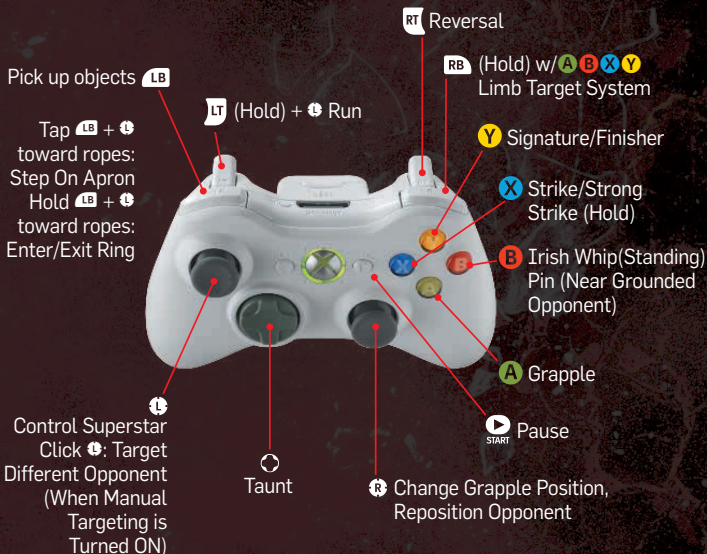 RT Reversal
RB (Hold) w/ A B X Y
Limb Target System
Pick up objects LB
LT (Hold) + L Run
Tap LB + L
toward ropes:
Step On Apron
Hold LB + L
toward ropes:
Enter/Exit Ring
Y Signature/Finisher
X Strike/Strong
Strike (Hold)
B Irish Whip(Standing)
Pin (Near Grounded
Opponent)
A Grapple
START Pause
L
Control Superstar
Click L: Target
Different Opponent
(When Manual
Targeting is
Turned ON)
Taunt
R Change Grapple Position,
Reposition Opponent
Y
X
B
A